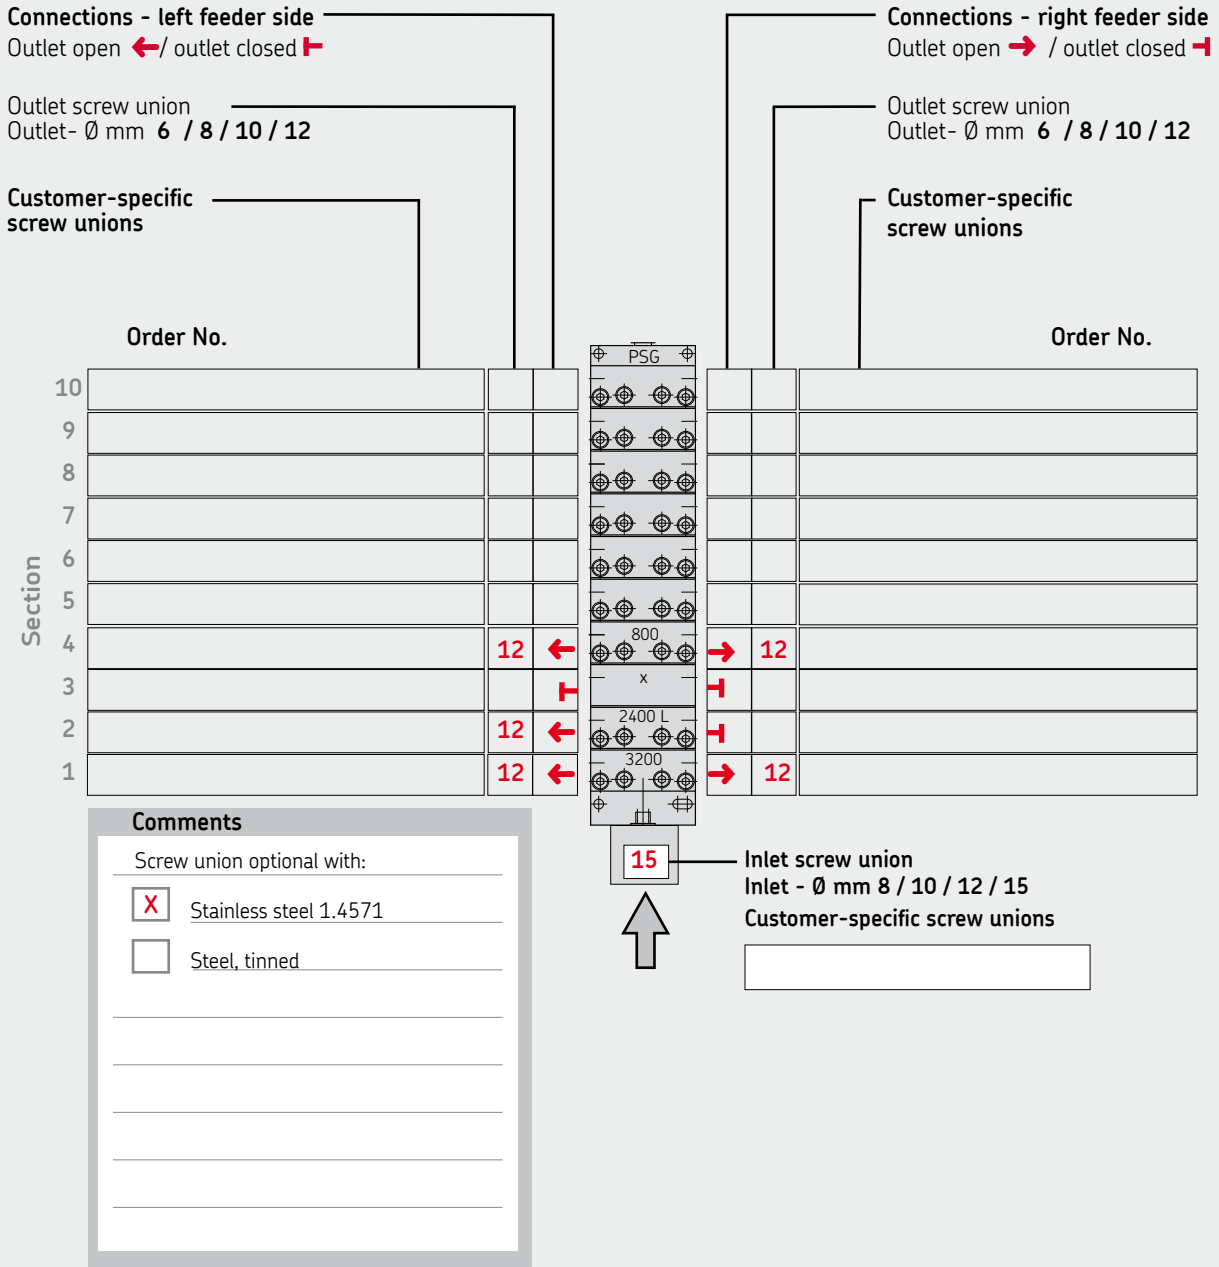 Connections - left feeder side
Outlet open / outlet closed
Outlet screw union
Outlet- Ø mm 6 / 8 / 10 / 12
Customer-specific
screw unions
Order No.
Connections - right feeder side
Outlet open / outlet closed
Outlet screw union
Outlet- Ø mm 6 / 8 / 10 / 12
Customer-specific
screw unions
Order No.
PSG
Section
10
9
8
7
6
5
4 12 800 12
3 x
2 12 2400 L
1 12 3200 12
Comments
Screw union optional with:
X Stainless steel 1.4571
Steel, tinned
15
Inlet screw union
Inlet - Ø mm 8 / 10 / 12 / 15
Customer-specific screw unions